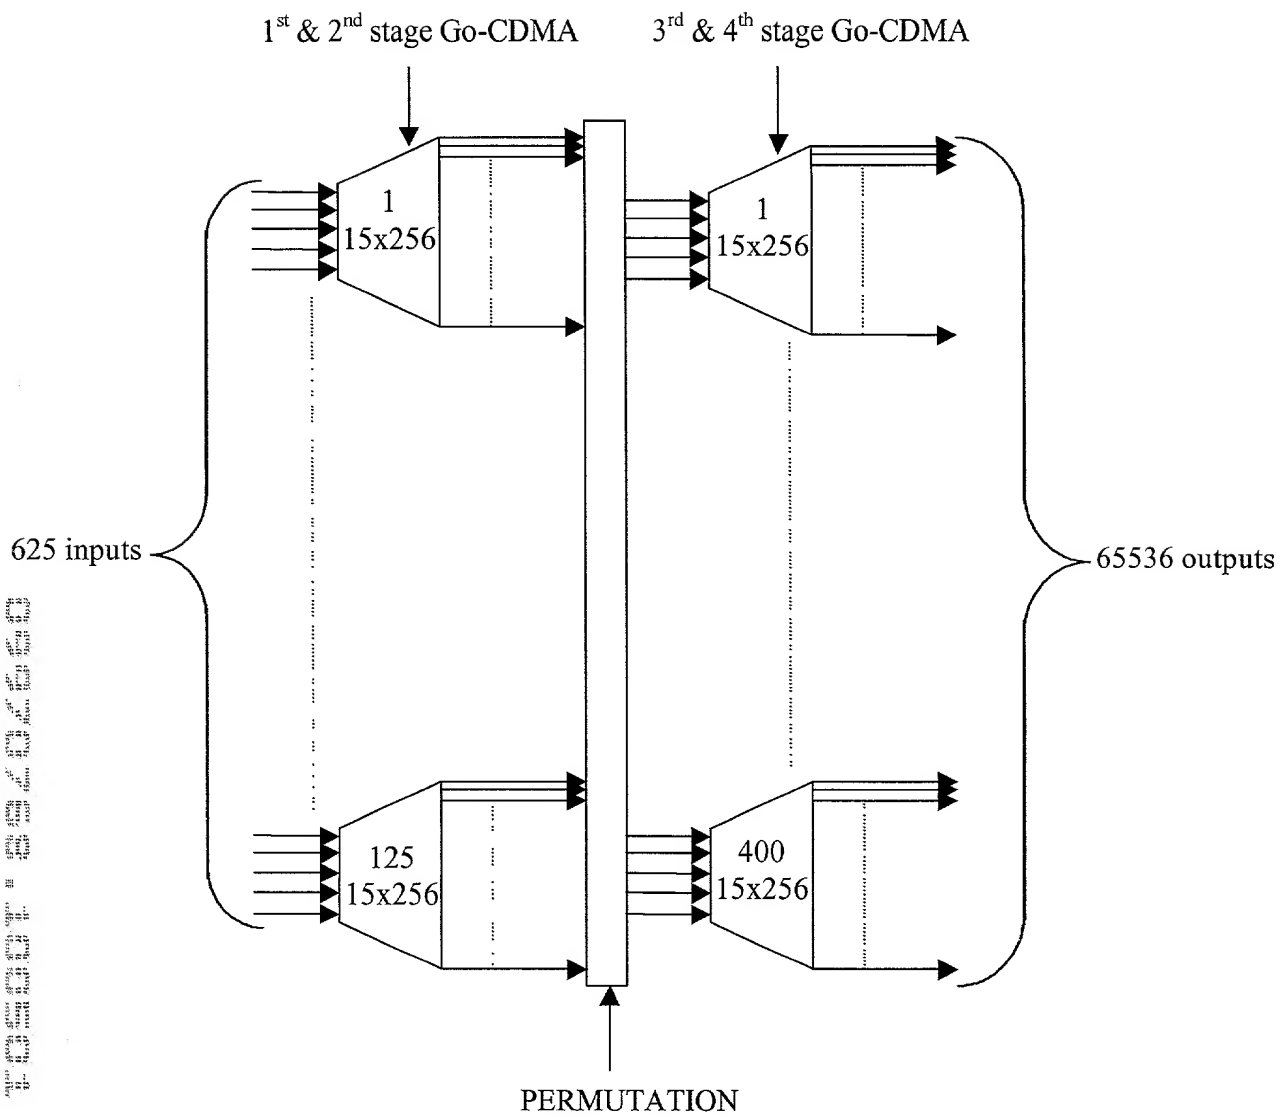 1st & 2nd stage Go-CDMA
3rd & 4th stage Go-CDMA
1
15x256
1
15x256
625 inputs
65536 outputs
125
15x256
400
15x256
PERMUTATION